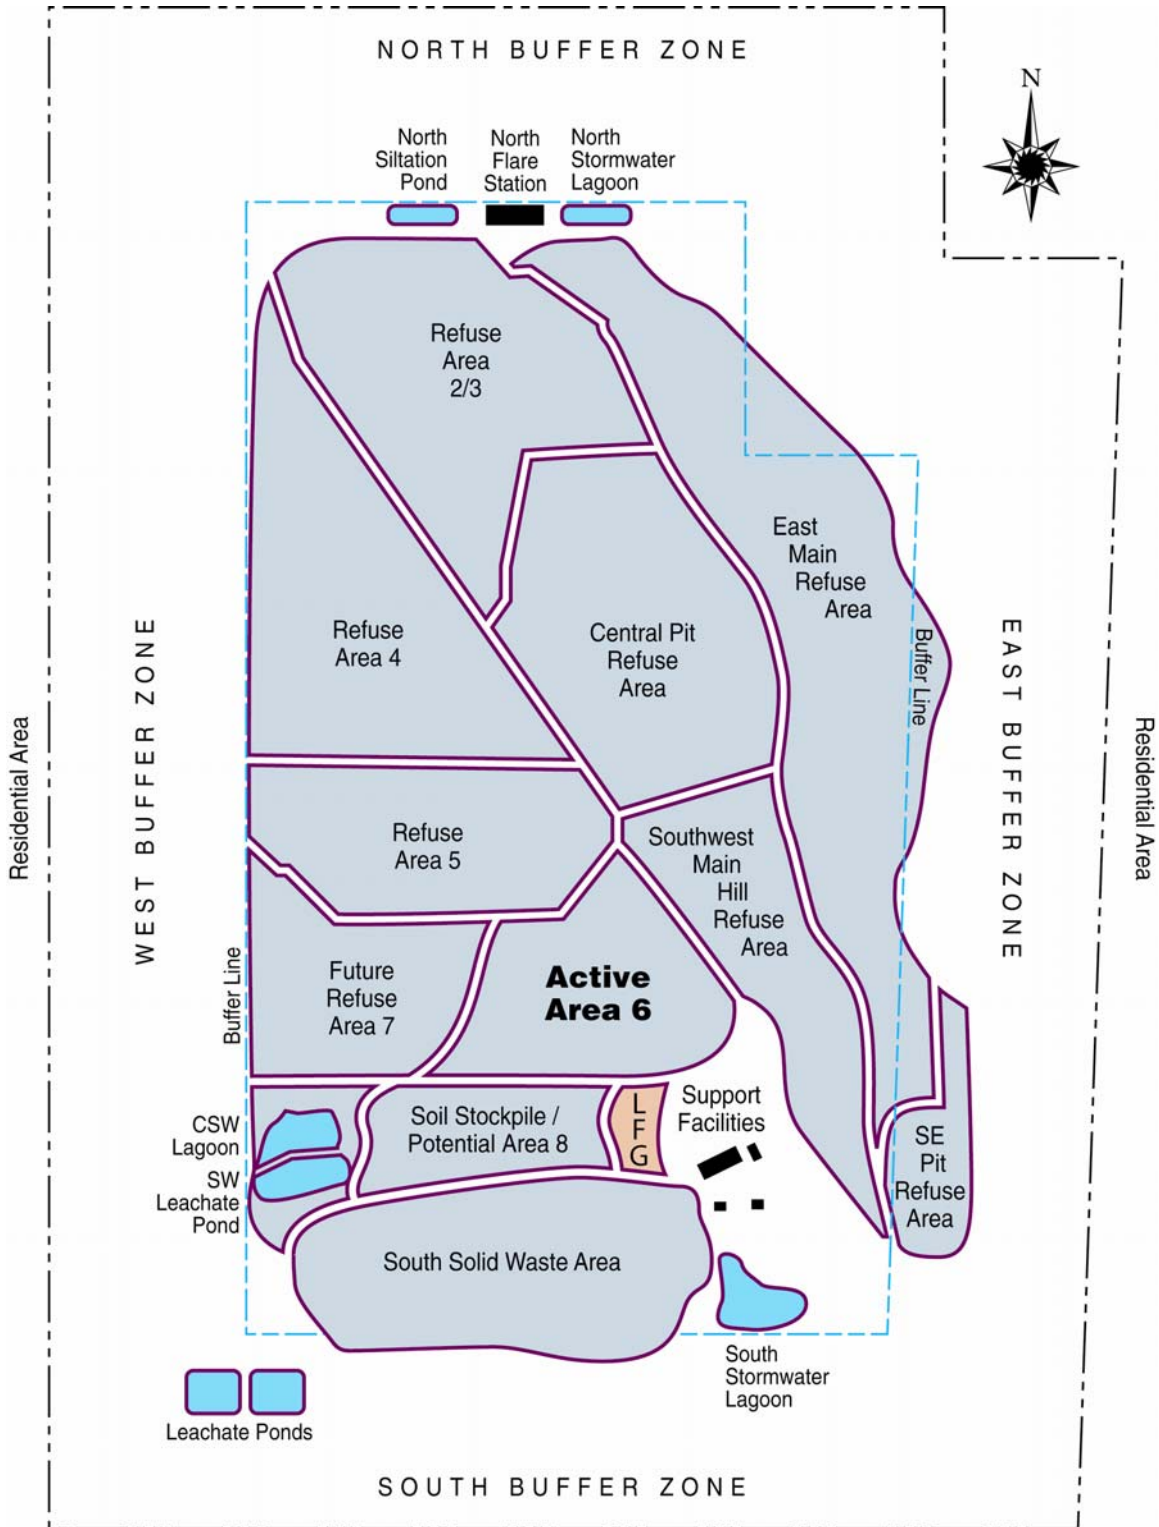 NORTH BUFFER ZONE
N
North
Siltation
Pond
North
Flare
Station
North
Stormwater
Lagoon
Refuse
Area
2/3
East
Main
Refuse
Area
Refuse
Area 4
Central Pit
Refuse
Area
Buffer Line
WEST BUFFER ZONE
EAST BUFFER ZONE
Residential Area
Residential Area
Refuse
Area 5
Southwest
Main
Hill
Refuse
Area
Future
Refuse
Area 7
Active
Area 6
Buffer Line
CSW
Lagoon
SW
Leachate
Pond
Soil Stockpile /
Potential Area 8
L
F
G
Support
Facilities
SE
Pit
Refuse
Area
South Solid Waste Area
South
Stormwater
Lagoon
Leachate Ponds
SOUTH BUFFER ZONE